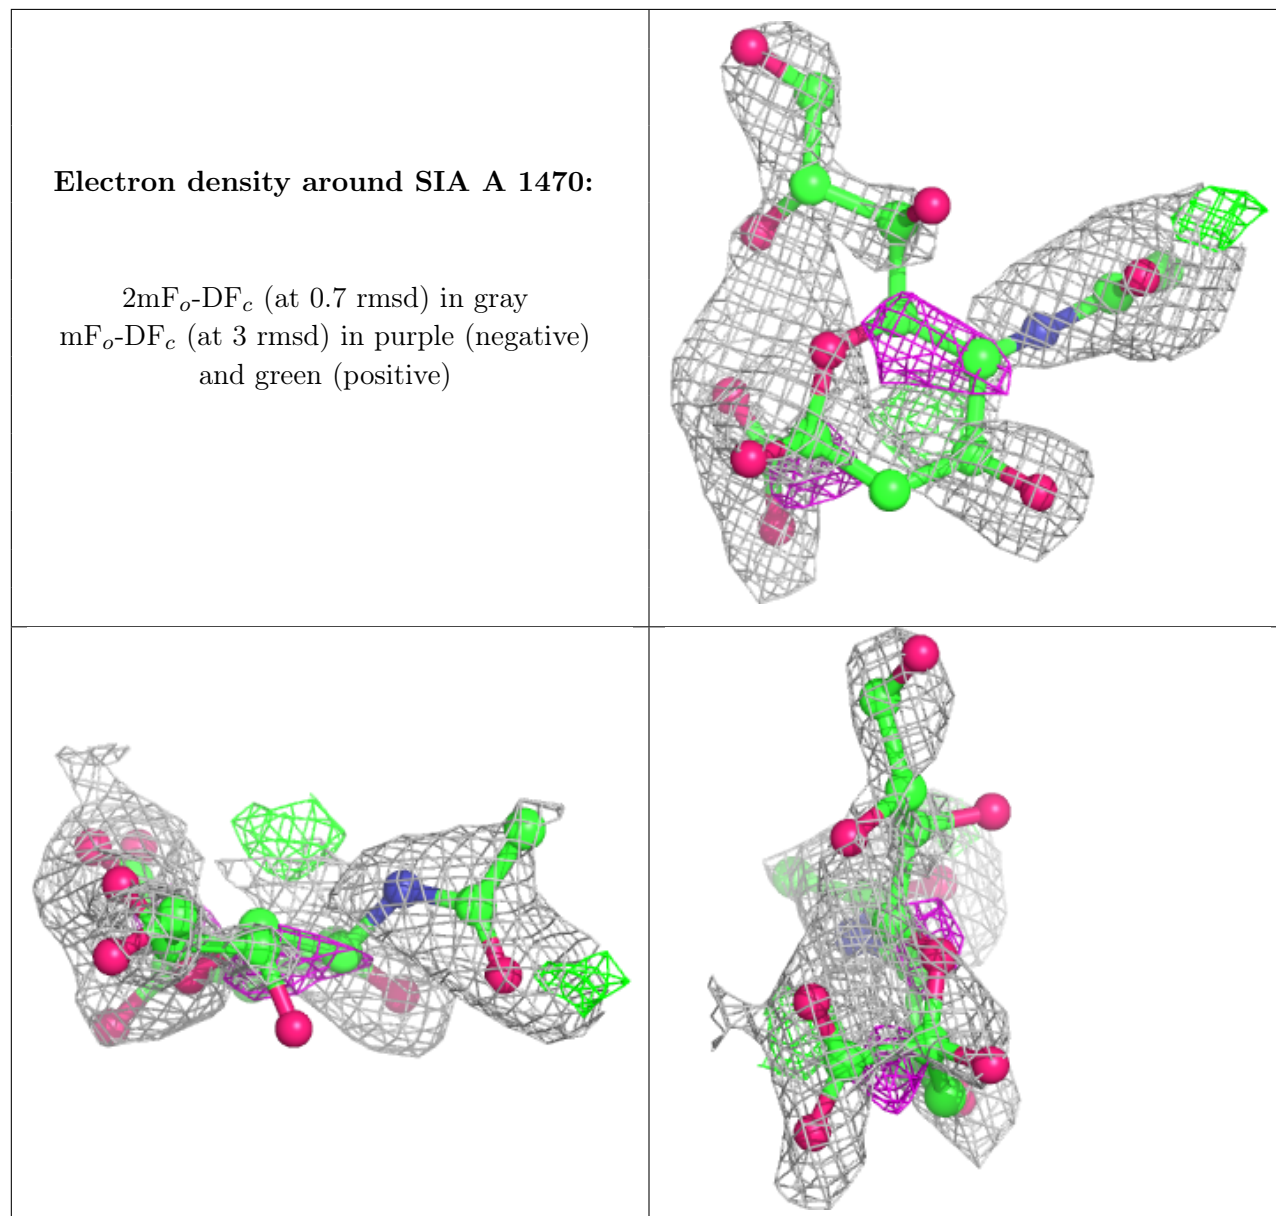 Electron density around SIA A 1470:
2mFo-DFc (at 0.7 rmsd) in gray
mFo-DFc (at 3 rmsd) in purple (negative)
and green (positive)